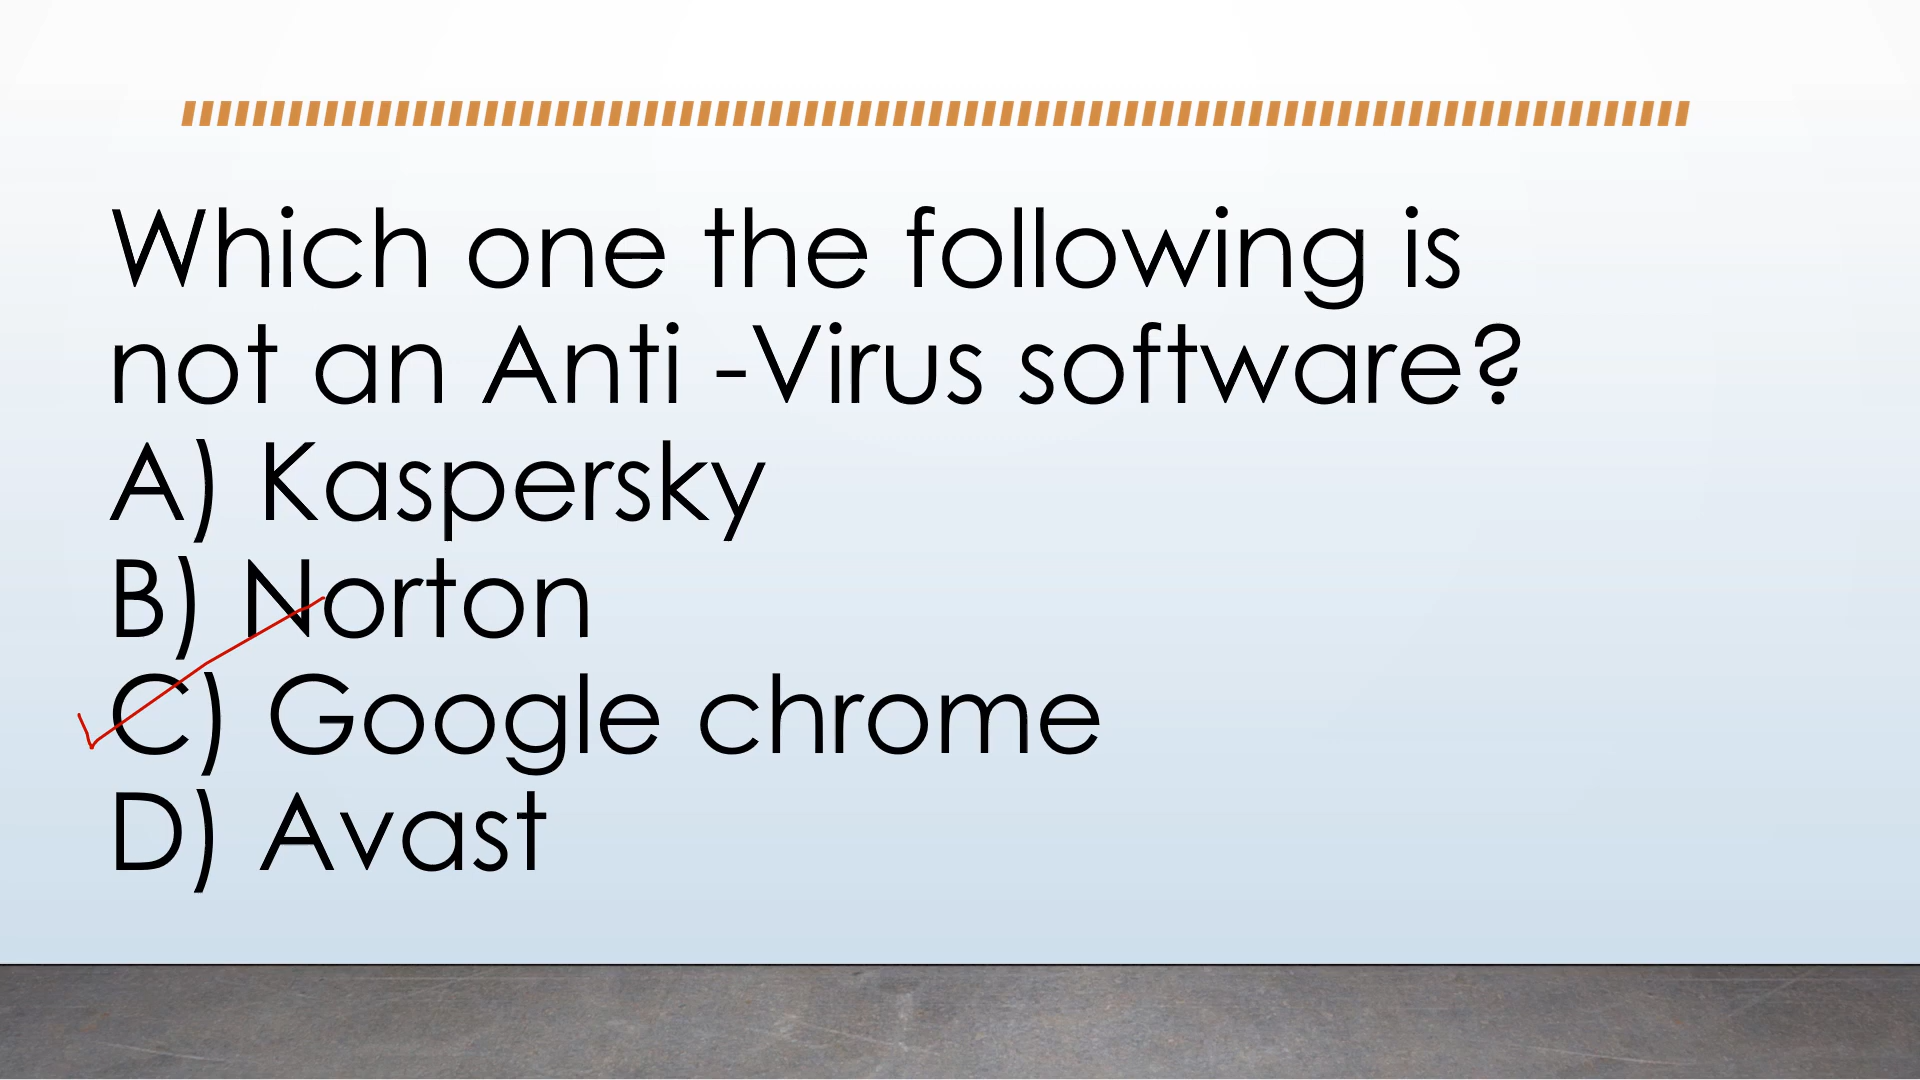 Which one the following is
not an Anti -Virus software?
A) Kaspersky
B) Norton
C) Google chrome
D) Avast